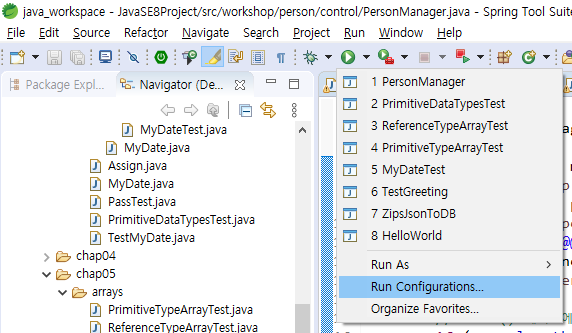 java_workspace - JavaSE8Project/src/workshop/person/control/PersonManager.java - Spring Tool Suite
File Edit Source Refactor Navigate Search Project Run Window Help
Package Expl...
Navigator (De...
MyDateTest.java
MyDate.java
Assign.java
MyDate.java
PassTest.java
PrimitiveDataTypesTest.java
TestMyDate.java
chap04
chap05
arrays
PrimitiveTypeArrayTest.java
ReferenceTypeArrayTest.java
1 PersonManager
2 PrimitiveDataTypesTest
3 ReferenceTypeArrayTest
4 PrimitiveTypeArrayTest
5 MyDateTest
6 TestGreeting
7 ZipsJsonToDB
8 HelloWorld
Run As
Run Configurations...
Organize Favorites...